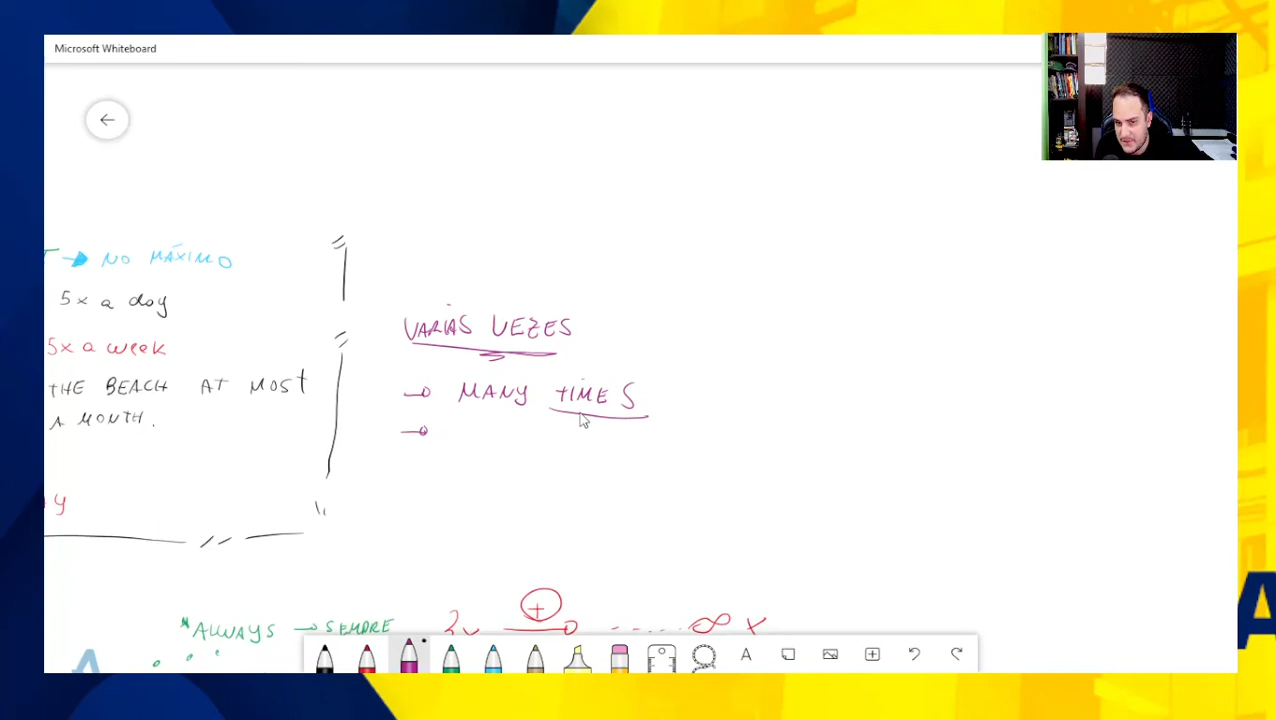 Microsoft Whiteboard
NO MÁXIMO
5x a day
5x a week
THE BEACH AT MOST
A MONTH.
y
VARIAS VEZES
MANY TIMES
*ALWAYS → SEMPRE
+
∞ x
A
A